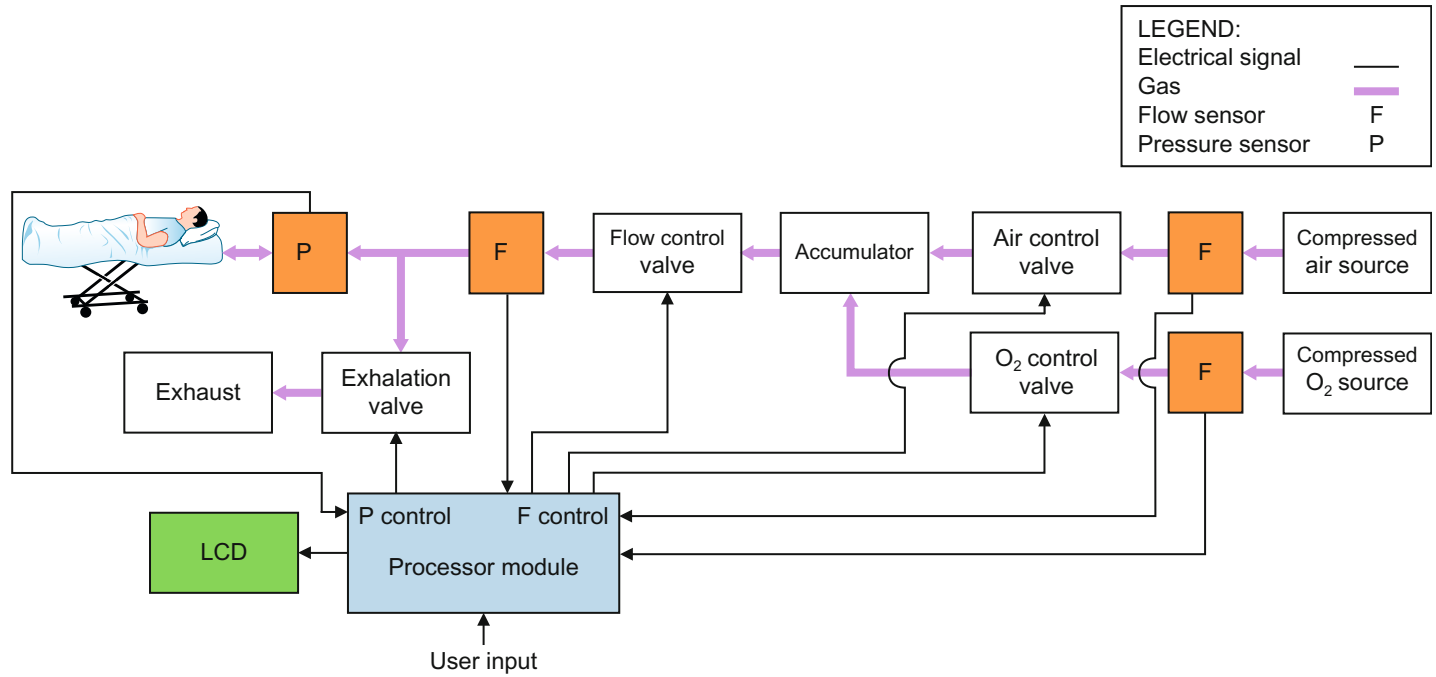 LEGEND:
Electrical signal
Gas
Flow sensor F
Pressure sensor P
P
F
Flow control
valve
Accumulator
Air control
valve
F
Compressed
air source
Exhaust
Exhalation
valve
O₂ control
valve
F
Compressed
O₂ source
P control
F control
Processor module
LCD
User input